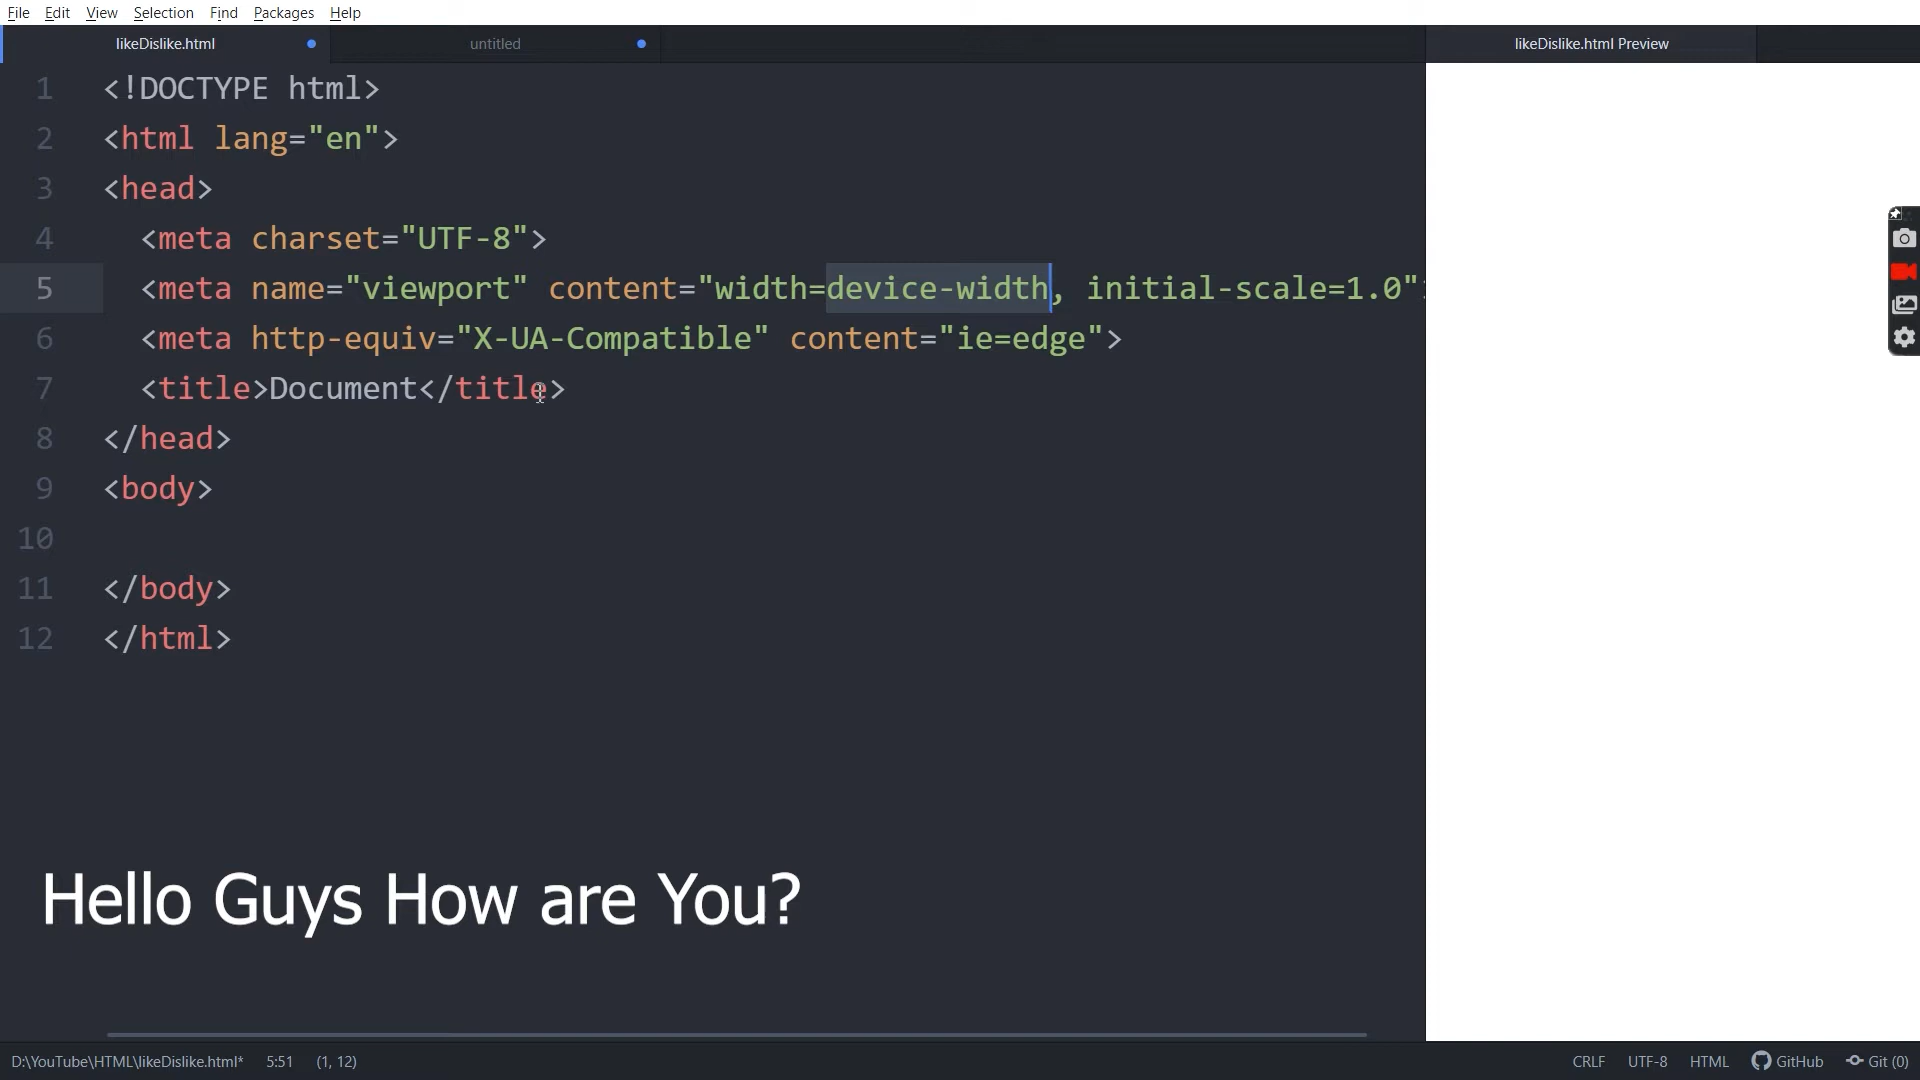 File Edit View Selection Find Packages Help
likeDislike.html untitled likeDislike.html Preview
1 <!DOCTYPE html>
2 <html lang="en">
3 <head>
4 <meta charset="UTF-8">
5 <meta name="viewport" content="width=device-width, initial-scale=1.0"
6 <meta http-equiv="X-UA-Compatible" content="ie=edge">
7 <title>Document</title>
8 </head>
9 <body>
10
11 </body>
12 </html>
Hello Guys How are You?
D:\YouTube\HTML\likeDislike.html* 5:51 (1, 12) CRLF UTF-8 HTML GitHub Git (0)